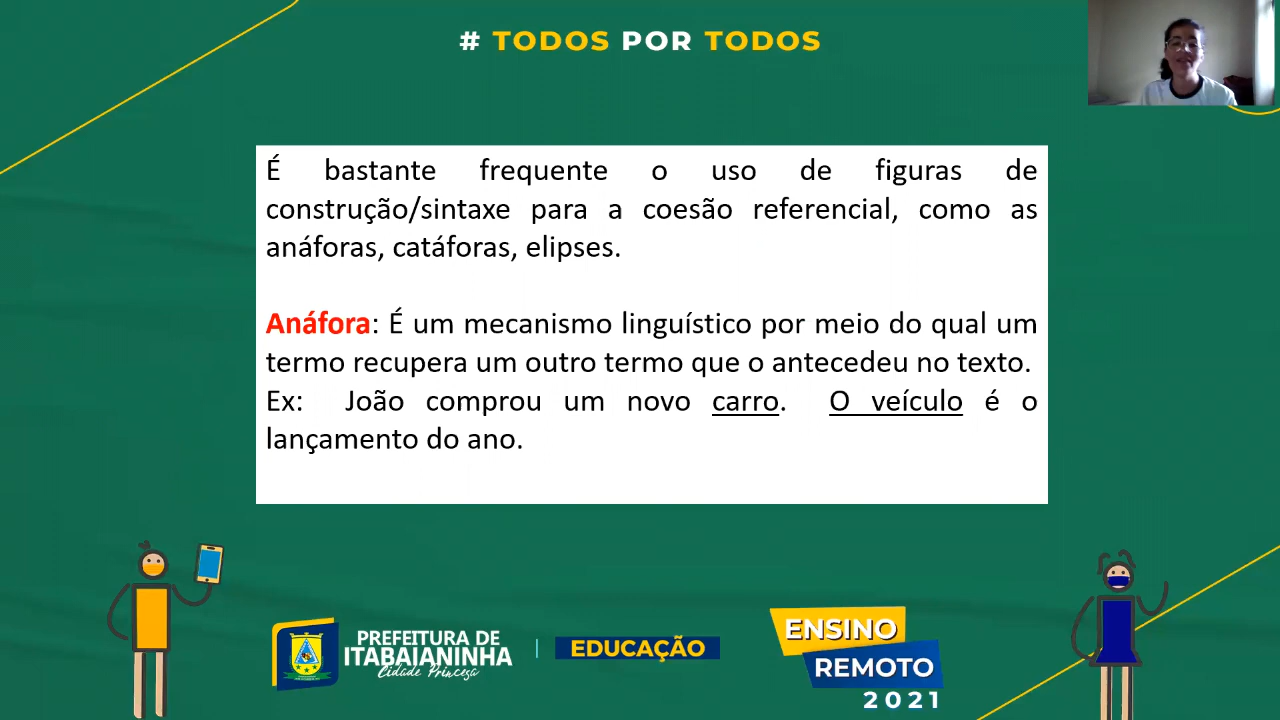 # TODOS POR TODOS
É bastante frequente o uso de figuras de
construção/sintaxe para a coesão referencial, como as
anáforas, catáforas, elipses.
Anáfora: É um mecanismo linguístico por meio do qual um
termo recupera um outro termo que o antecedeu no texto.
Ex: João comprou um novo carro. O veículo é o
lançamento do ano.
PREFEITURA DE
ITABAIANINHA
Cidade Princesa
EDUCAÇÃO
ENSINO
REMOTO
2021